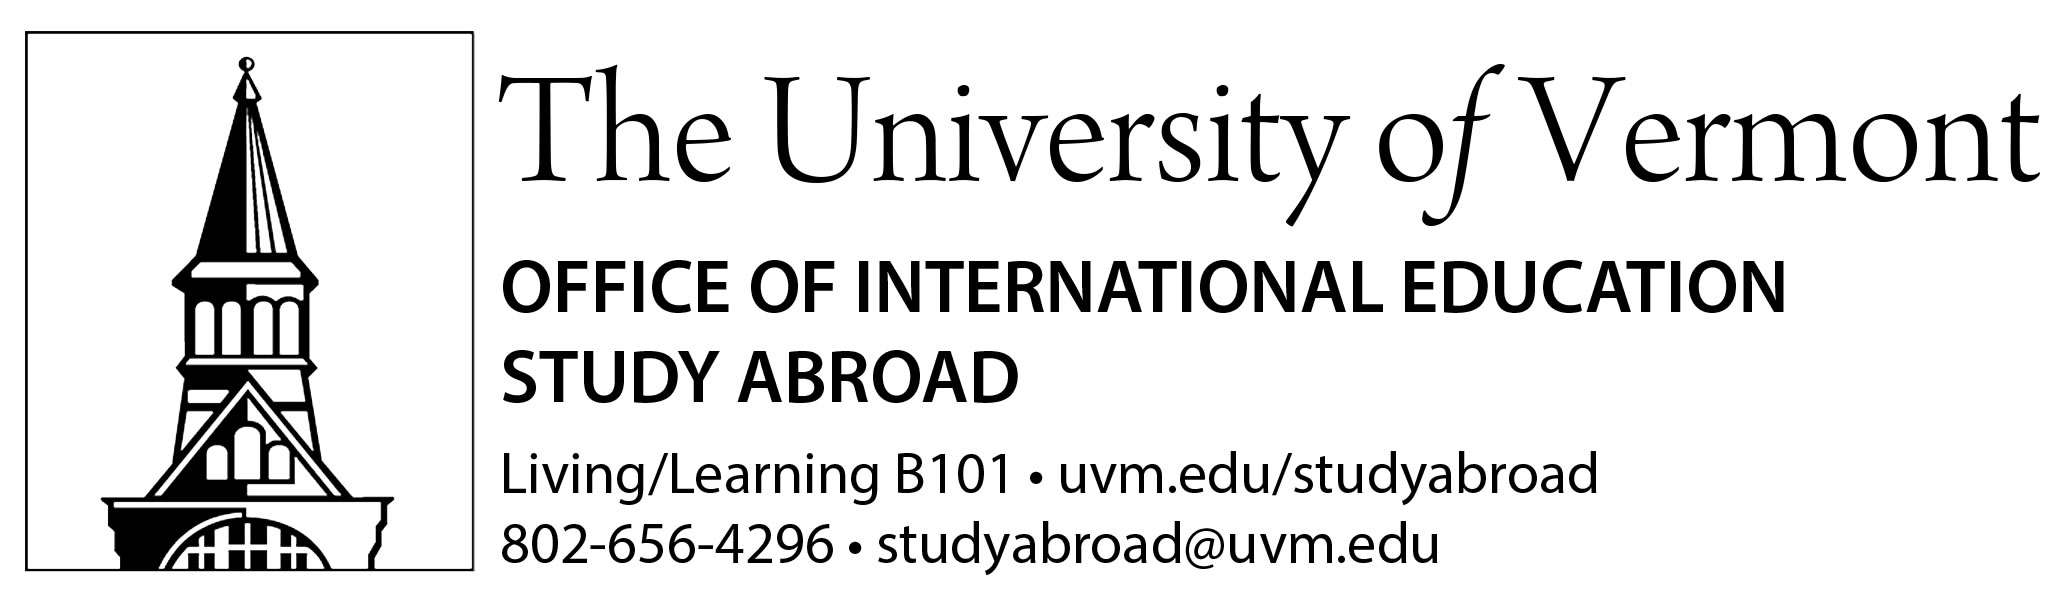 The University of Vermont
OFFICE OF INTERNATIONAL EDUCATION
STUDY ABROAD
Living/Learning B101 • uvm.edu/studyabroad
802-656-4296 • studyabroad@uvm.edu